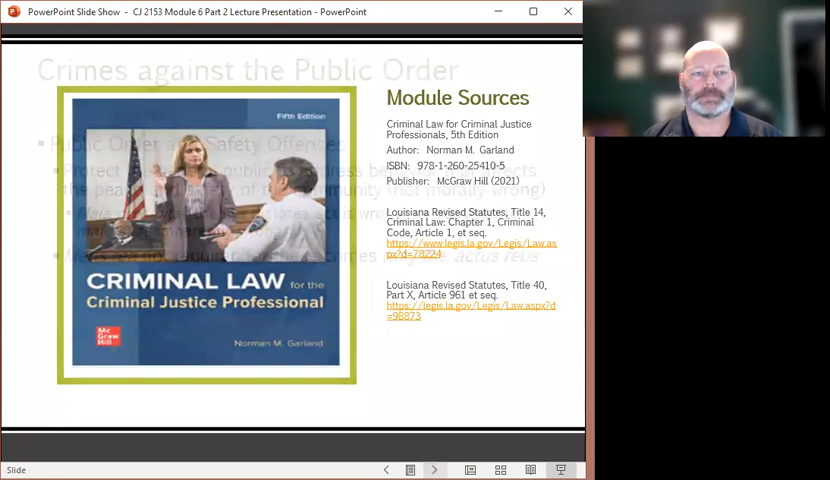 PowerPoint Slide Show - CJ 2153 Module 6 Part 2 Lecture Presentation - PowerPoint
Crimes against the Public Order
Fifth Edition
CRIMINAL LAW for the
Criminal Justice Professional
Mc
Graw
Hill
Norman M. Garland
Module Sources
Criminal Law for Criminal Justice
Professionals, 5th Edition
Author: Norman M. Garland
ISBN: 978-1-260-25410-5
Publisher: McGraw Hill (2021)
Louisiana Revised Statutes, Title 14,
Criminal Law: Chapter 1, Criminal
Code, Article 1, et seq.
https://www.legis.la.gov/Legis/Law.as
px?d=78224
Louisiana Revised Statutes, Title 40,
Part X, Article 961 et seq.
https://legis.la.gov/Legis/Law.aspx?d
=98873
Public Order and Safety Offenses
actus reus
Slide